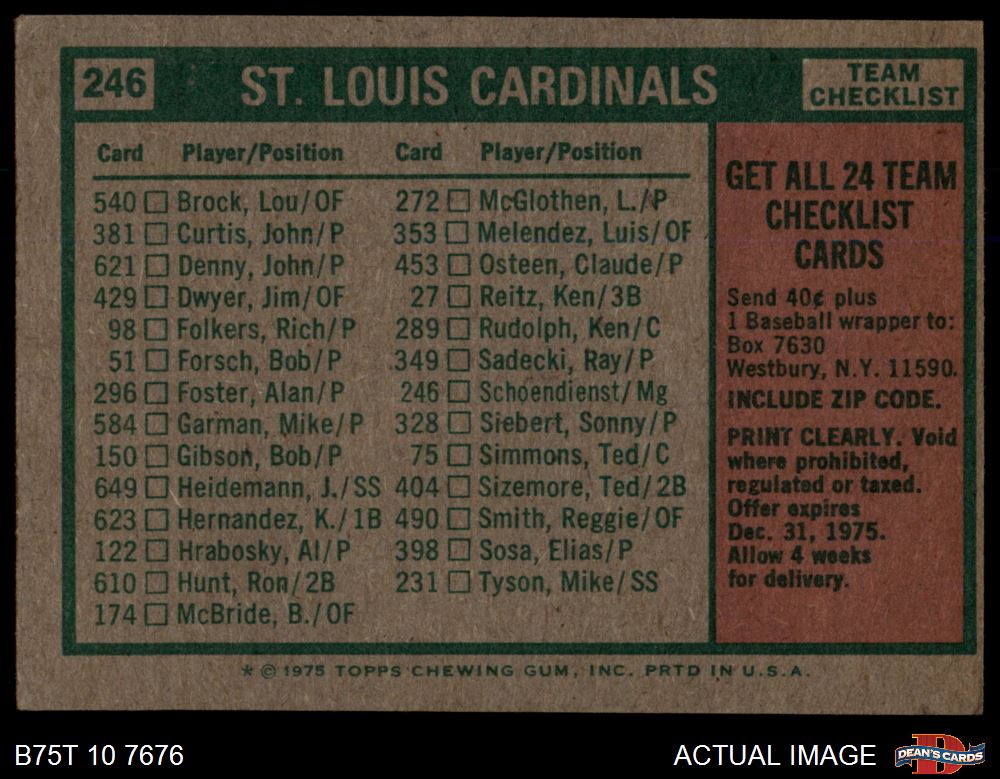 246 ST. LOUIS CARDINALS TEAM CHECKLIST
Card Player/Position
540 Brock, Lou/OF
381 Curtis, John/P
621 Denny, John/P
429 Dwyer, Jim/OF
98 Folkers, Rich/P
51 Forsch, Bob/P
296 Foster, Alan/P
584 Garman, Mike/P
150 Gibson, Bob/P
649 Heidemann, J./SS
623 Hernandez, K./1B
122 Hrabosky, Al/P
610 Hunt, Ron/2B
174 McBride, B./OF
Card Player/Position
272 McGlothen, L./P
353 Melendez, Luis/OF
453 Osteen, Claude/P
27 Reitz, Ken/3B
289 Rudolph, Ken/C
349 Sadecki, Ray/P
246 Schoendienst/Mg
328 Siebert, Sonny/P
75 Simmons, Ted/C
404 Sizemore, Ted/2B
490 Smith, Reggie/OF
398 Sosa, Elias/P
231 Tyson, Mike/SS
GET ALL 24 TEAM
CHECKLIST
CARDS
Send 40¢ plus
1 Baseball wrapper to:
Box 7630
Westbury, N.Y. 11590.
INCLUDE ZIP CODE.
PRINT CLEARLY. Void
where prohibited,
regulated or taxed.
Offer expires
Dec. 31, 1975.
Allow 4 weeks
for delivery.
* © 1975 TOPPS CHEWING GUM, INC. PRTD IN U.S.A.
B75T 10 7676
ACTUAL IMAGE
DEAN'S CARDS